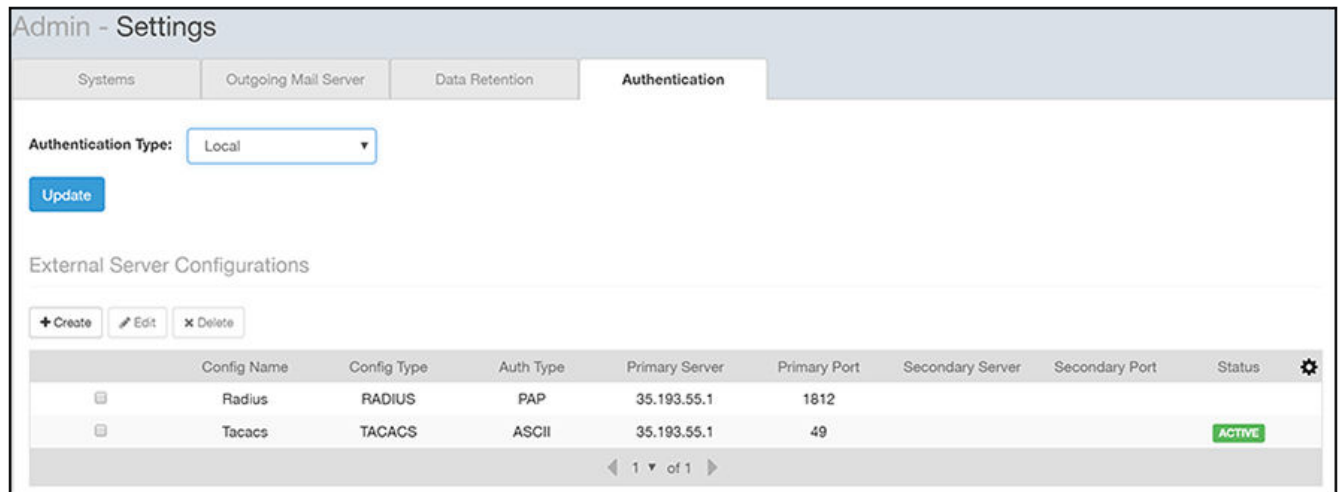 Admin - Settings
Systems Outgoing Mail Server Data Retention Authentication
Authentication Type: Local
Update
External Server Configurations
Create Edit Delete
Config Name Config Type Auth Type Primary Server Primary Port Secondary Server Secondary Port Status
Radius RADIUS PAP 35.193.55.1 1812
Tacacs TACACS ASCII 35.193.55.1 49 ACTIVE
1 of 1